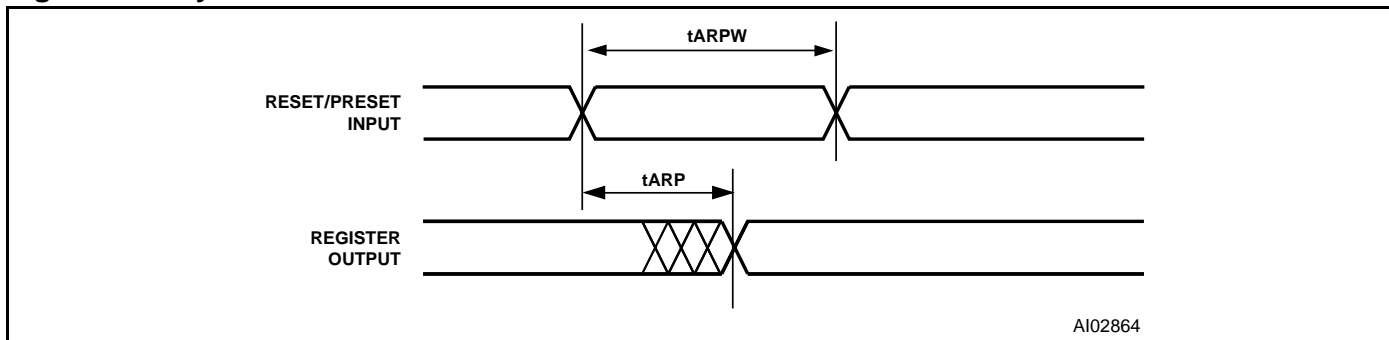 tARPW
RESET/PRESET
INPUT
tARP
REGISTER
OUTPUT
AI02864